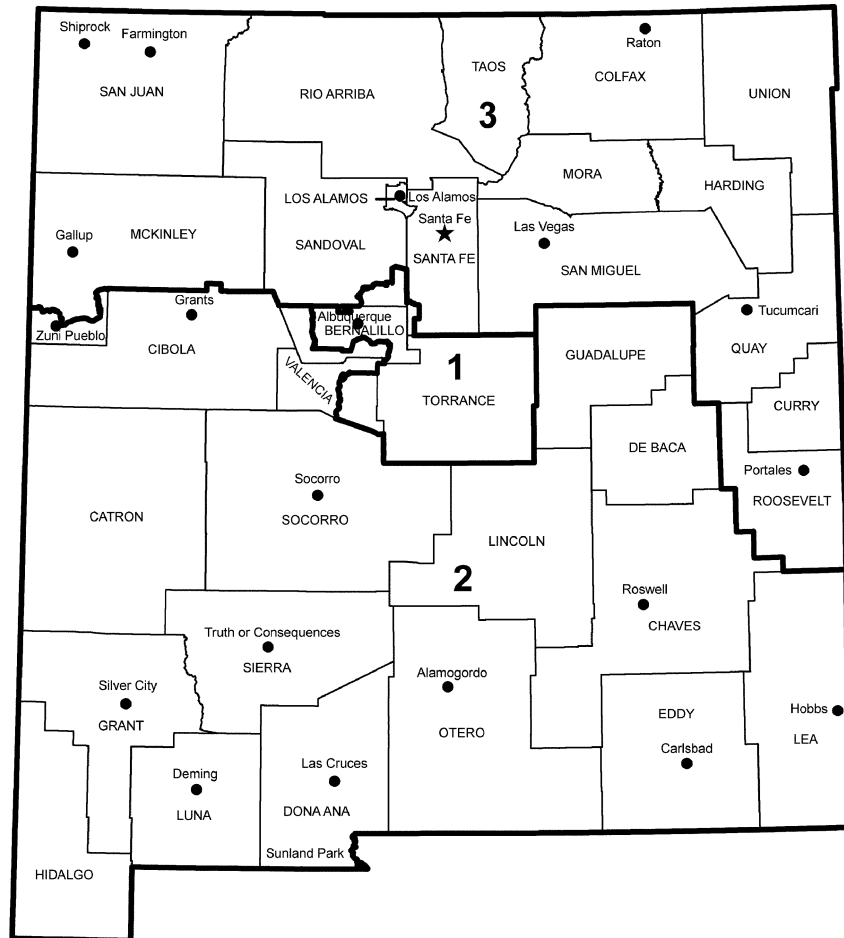 Shiprock
Farmington
Raton
SAN JUAN
RIO ARRIBA
TAOS
3
COLFAX
UNION
MORA
HARDING
LOS ALAMOS
Los Alamos
Santa Fe
Las Vegas
Gallup
MCKINLEY
SANDOVAL
SANTA FE
SAN MIGUEL
Grants
Tucumcari
Zuni Pueblo
CIBOLA
Albuquerque
BERNALILLO
GUADALUPE
QUAY
VALENCIA
1
TORRANCE
CURRY
DE BACA
Portales
ROOSEVELT
Socorro
SOCORRO
CATRON
LINCOLN
2
Roswell
CHAVES
Truth or Consequences
SIERRA
Alamogordo
Silver City
GRANT
OTERO
EDDY
Hobbs
LEA
Carlsbad
Deming
LUNA
Las Cruces
DONA ANA
Sunland Park
HIDALGO